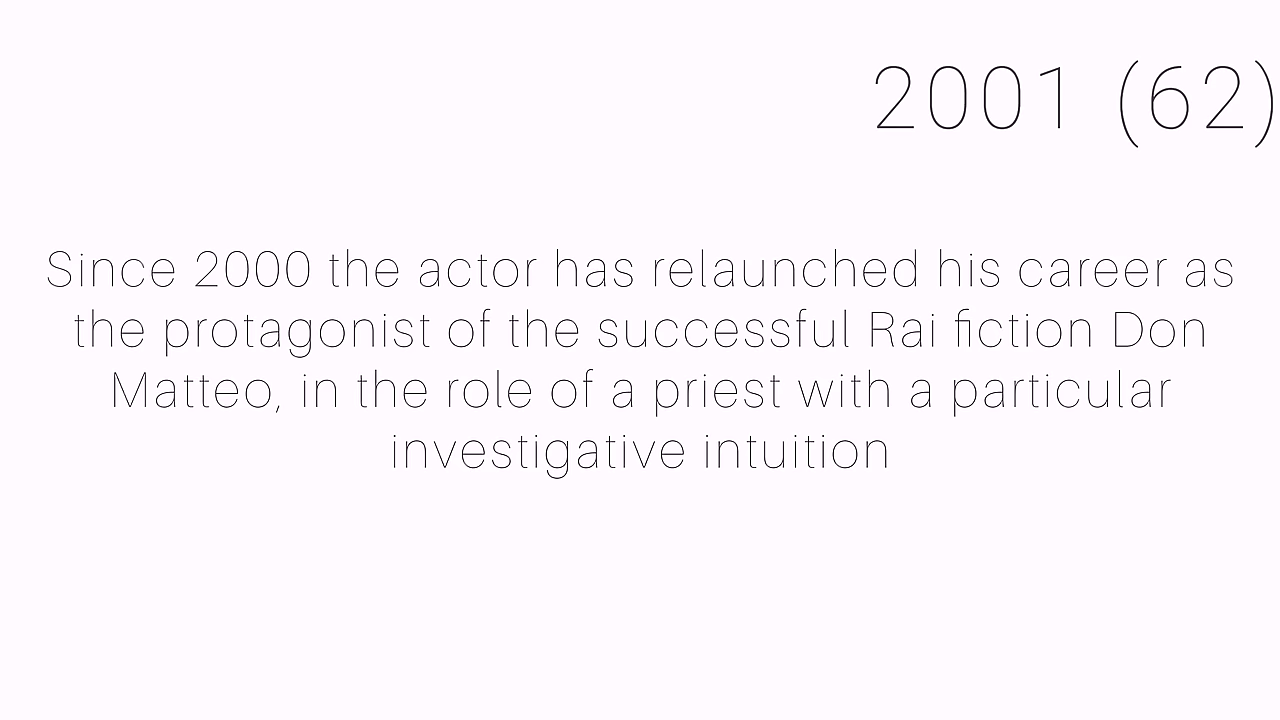 2001 (62)
Since 2000 the actor has relaunched his career as
the protagonist of the successful Rai fiction Don
Matteo, in the role of a priest with a particular
investigative intuition